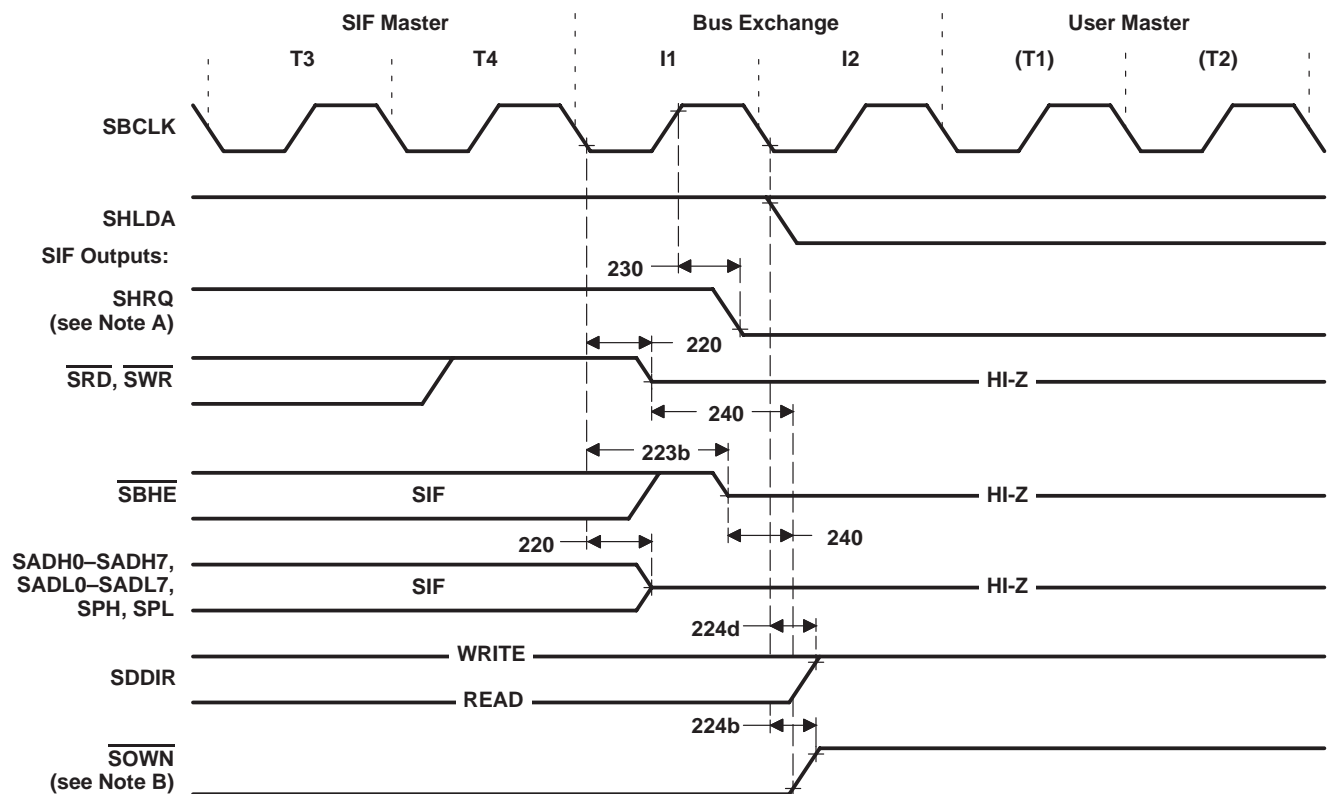 SIF Master Bus Exchange User Master
T3 T4 I1 I2 (T1) (T2)
SBCLK
SHLDA
SIF Outputs:
230
SHRQ
(see Note A)
220
SRD, SWR
HI-Z
240
223b
SBHE
SIF
HI-Z
220
240
SADH0–SADH7,
SADL0–SADL7,
SPH, SPL
SIF
HI-Z
224d
WRITE
SDDIR
READ
224b
SOWN
(see Note B)